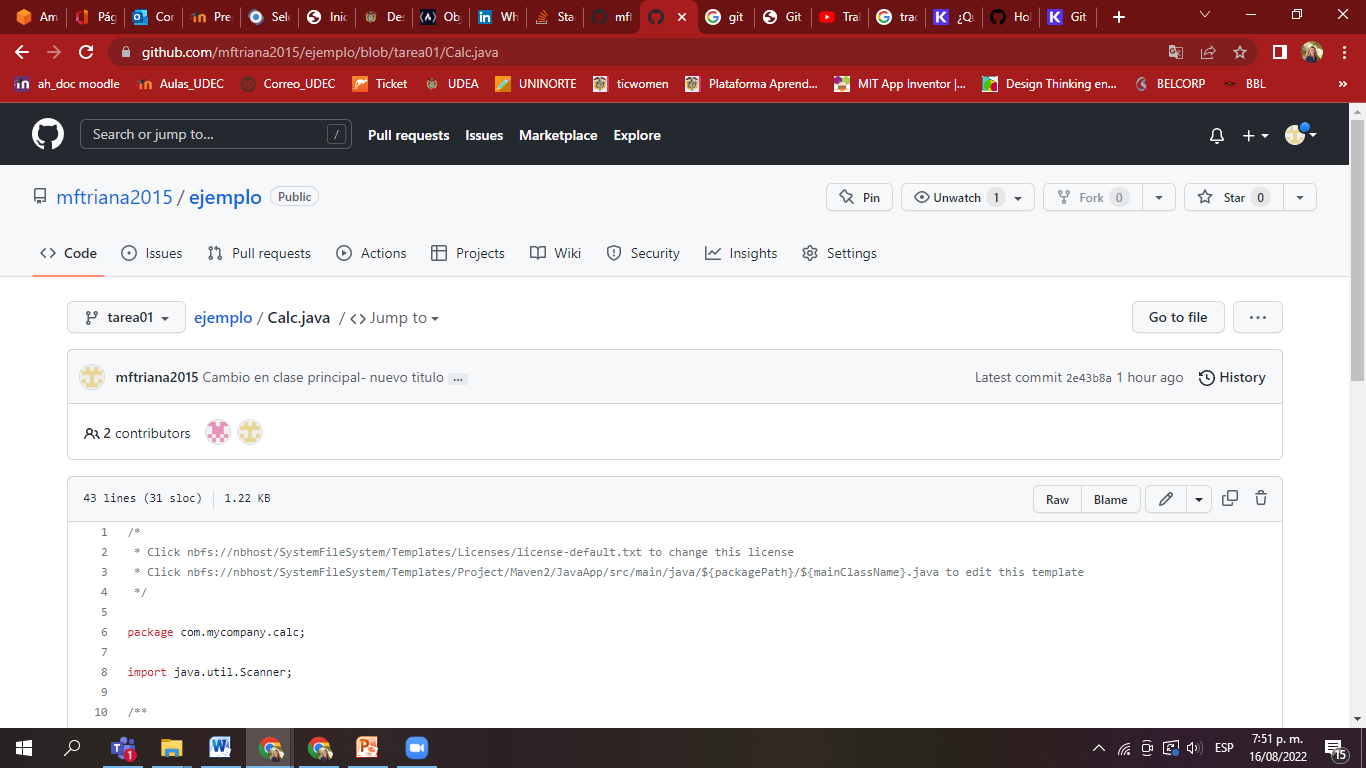 Am Pág Cor Pre Sele Inic De: Obj Wh Sta mft git Git Tral trac ¿Qu Hol Git
github.com/mftriana2015/ejemplo/blob/tarea01/Calc.java
ah_doc moodle Aulas_UDEC Correo_UDEC Ticket UDEA UNINORTE ticwomen Plataforma Aprend... MIT App Inventor |... Design Thinking en... BELCORP BBL »
Search or jump to... / Pull requests Issues Marketplace Explore
mftriana2015 / ejemplo Public Pin Unwatch 1 Fork 0 Star 0
Code Issues Pull requests Actions Projects Wiki Security Insights Settings
tarea01 ejemplo / Calc.java / <> Jump to Go to file ...
mftriana2015 Cambio en clase principal- nuevo titulo ... Latest commit 2e43b8a 1 hour ago History
2 contributors
43 lines (31 sloc) 1.22 KB Raw Blame
1 /*
2 * Click nbfs://nbhost/SystemFileSystem/Templates/Licenses/license-default.txt to change this license
3 * Click nbfs://nbhost/SystemFileSystem/Templates/Project/Maven2/JavaApp/src/main/java/${packagePath}/${mainClassName}.java to edit this template
4 */
5
6 package com.mycompany.calc;
7
8 import java.util.Scanner;
9
10 /**
1 ESP 7:51 p. m.
16/08/2022 15